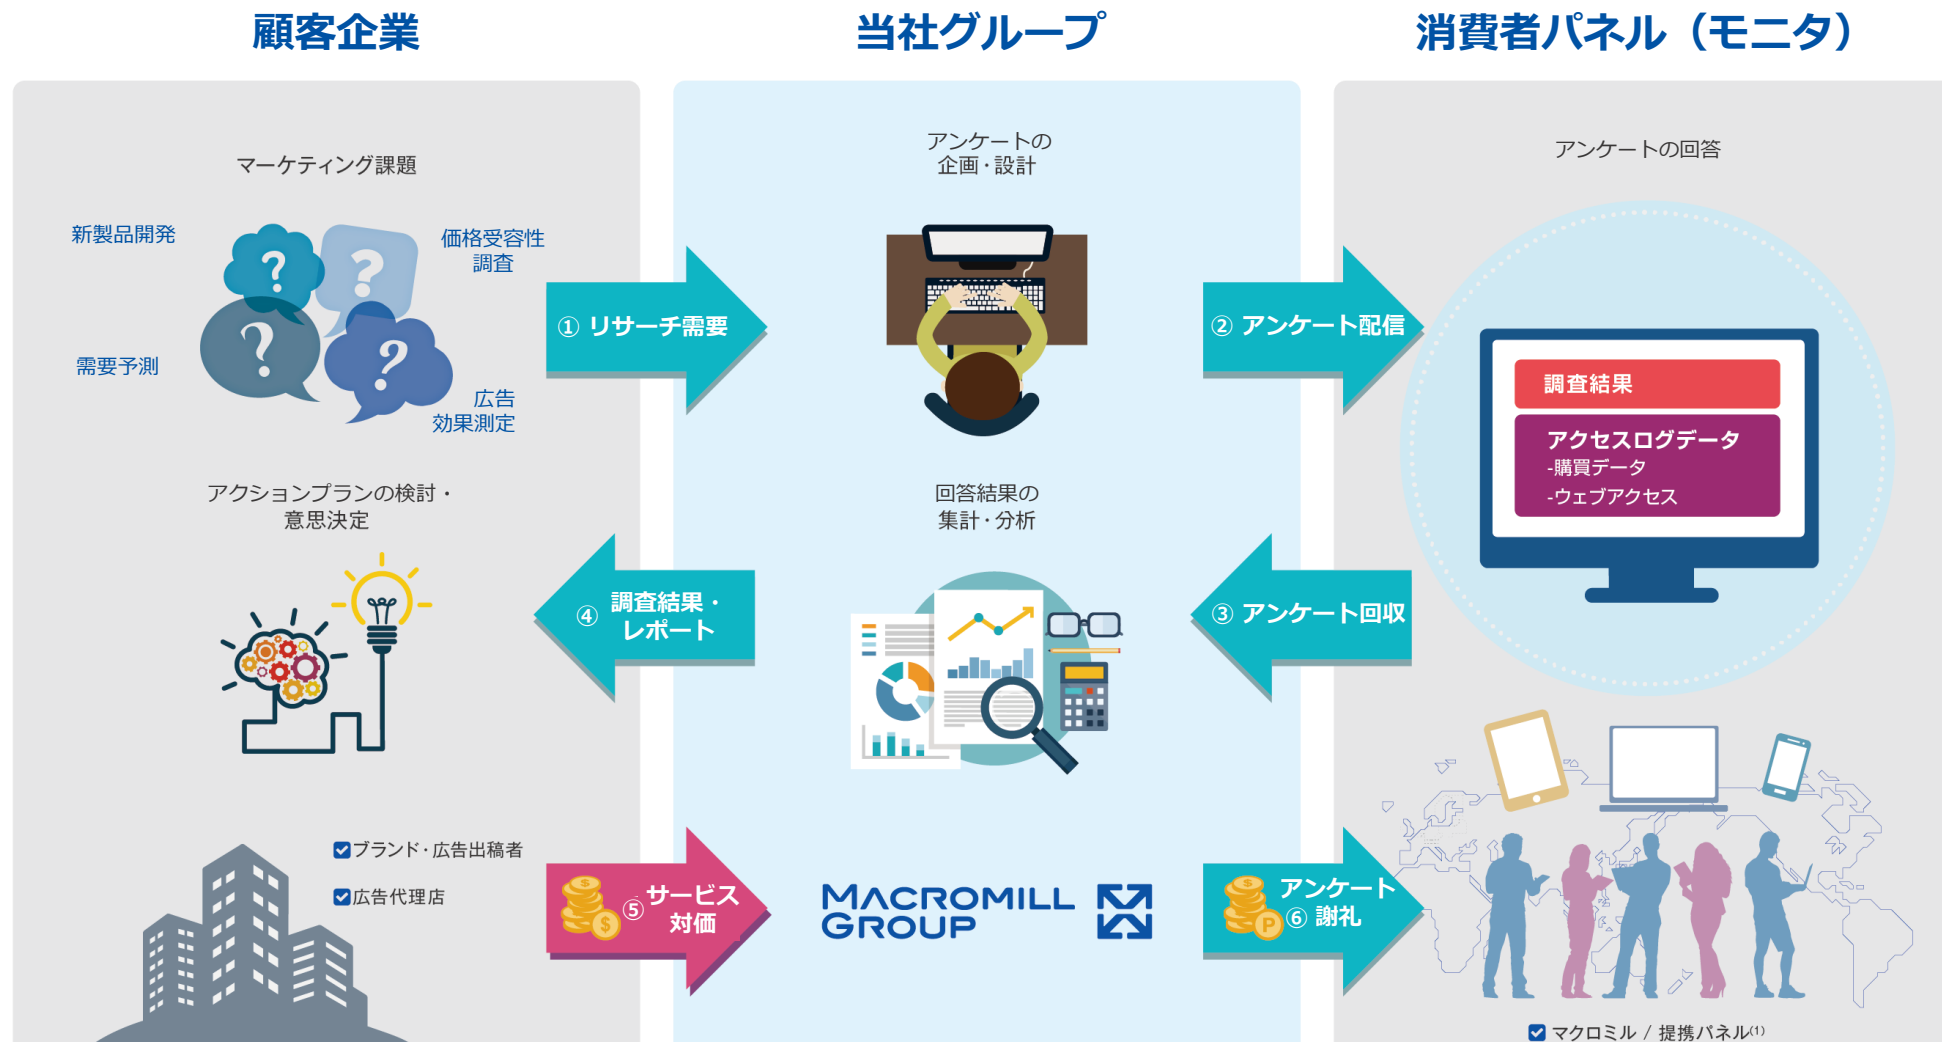 顧客企業
当社グループ
消費者パネル（モニタ）
マーケティング課題
新製品開発
価格受容性
調査
需要予測
広告
効果測定
① リサーチ需要
アンケートの
企画・設計
② アンケート配信
アンケートの回答
調査結果
アクセスログデータ
-購買データ
-ウェブアクセス
アクションプランの検討・
意思決定
④ 調査結果・
レポート
回答結果の
集計・分析
③ アンケート回収
ブランド・広告出稿者
広告代理店
⑤ サービス
対価
$
$
MACROMILL
GROUP
アンケート
⑥ 謝礼
$
P
マクロミル / 提携パネル(1)